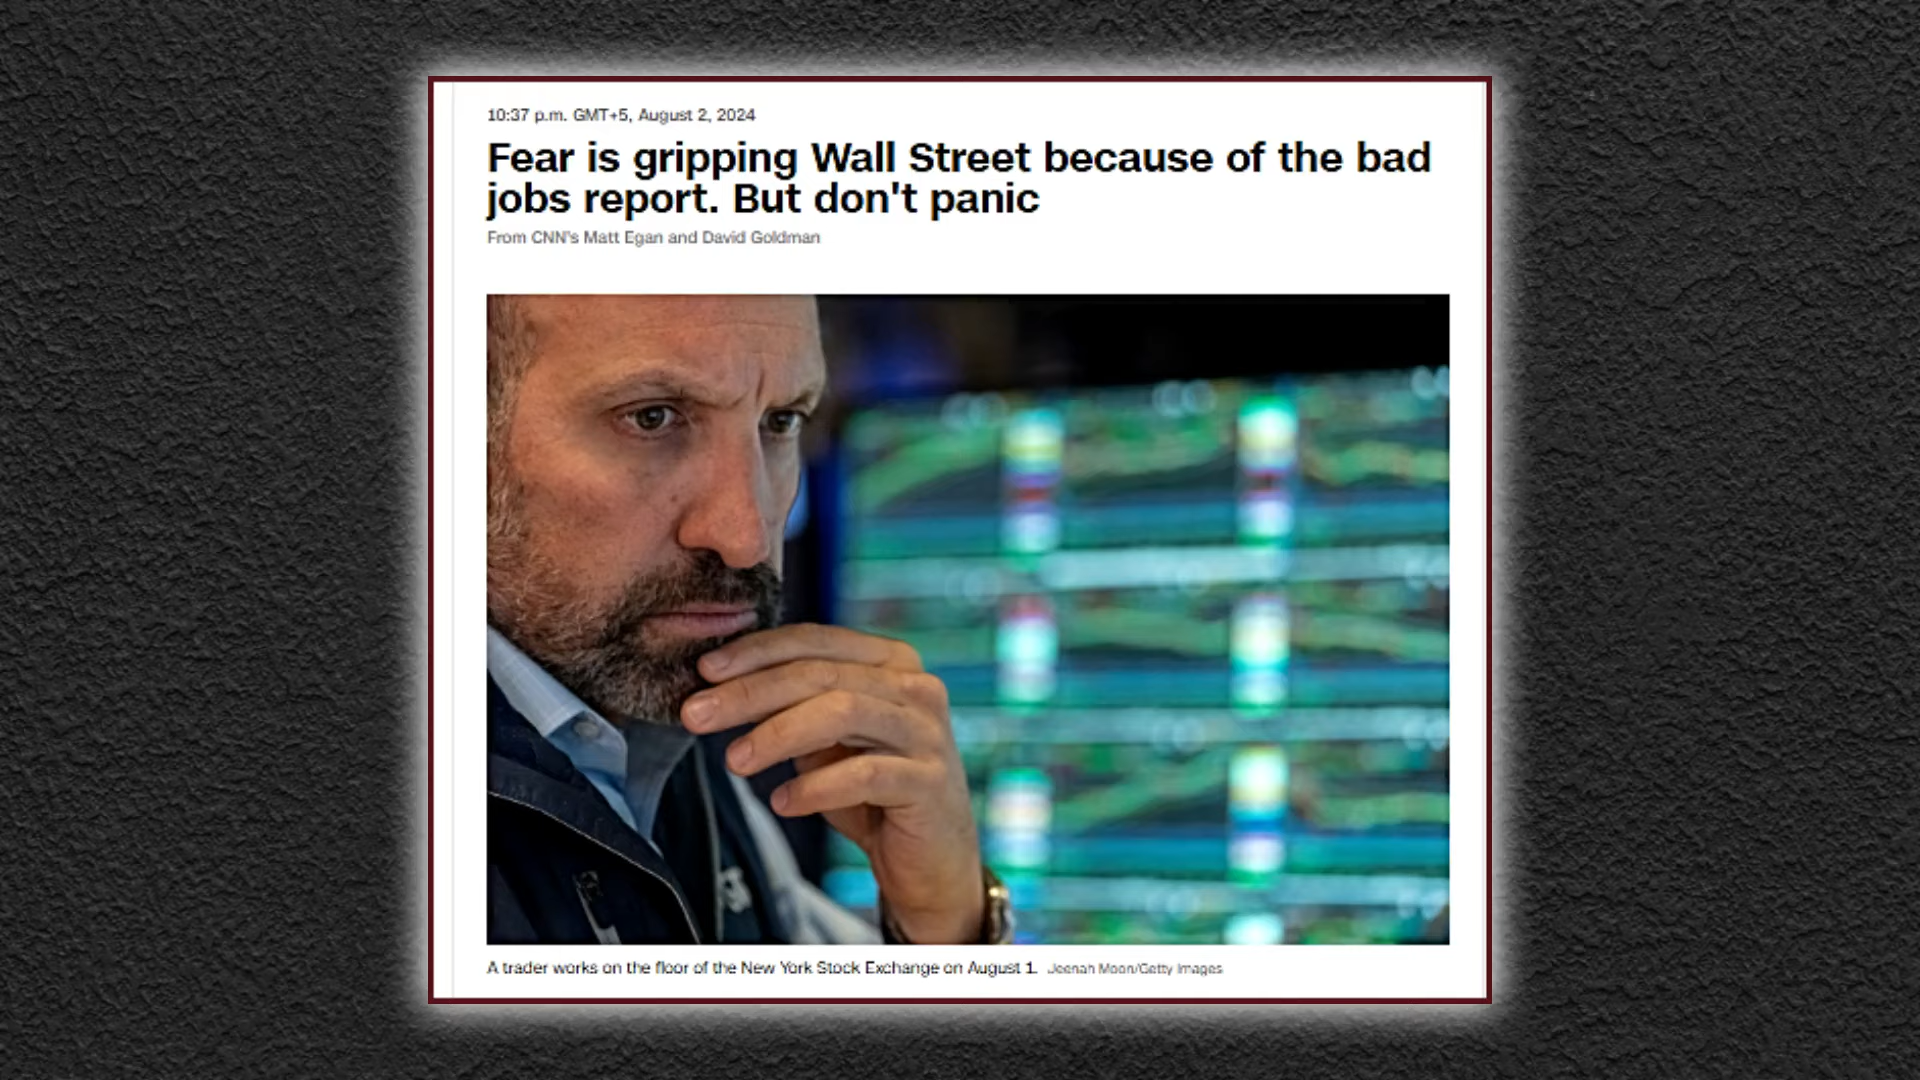 10:37 p.m. GMT+5, August 2, 2024
Fear is gripping Wall Street because of the bad
jobs report. But don't panic
From CNN's Matt Egan and David Goldman
A trader works on the floor of the New York Stock Exchange on August 1. Jeenah Moon/Getty Images